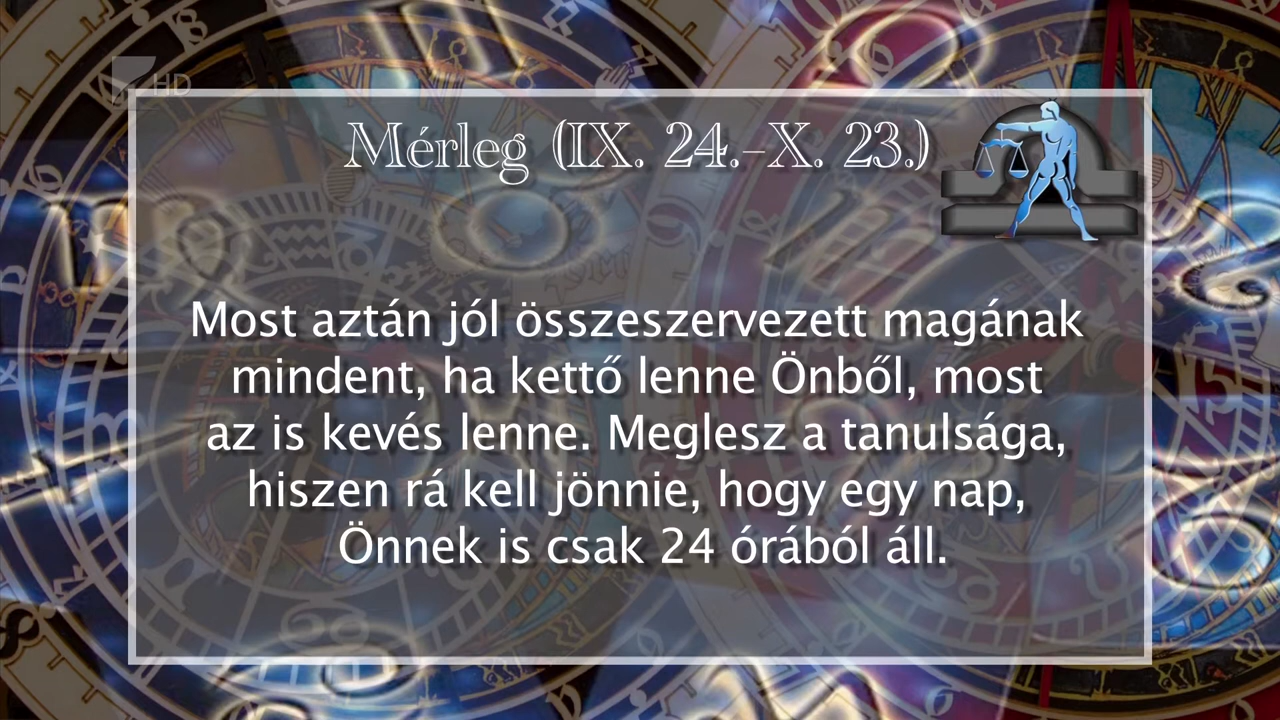 HD
Mérleg (IX. 24.-X. 23.)
Most aztán jól összeszervezett magának
mindent, ha kettő lenne Önből, most
az is kevés lenne. Meglesz a tanulsága,
hiszen rá kell jönnie, hogy egy nap,
Önnek is csak 24 órából áll.